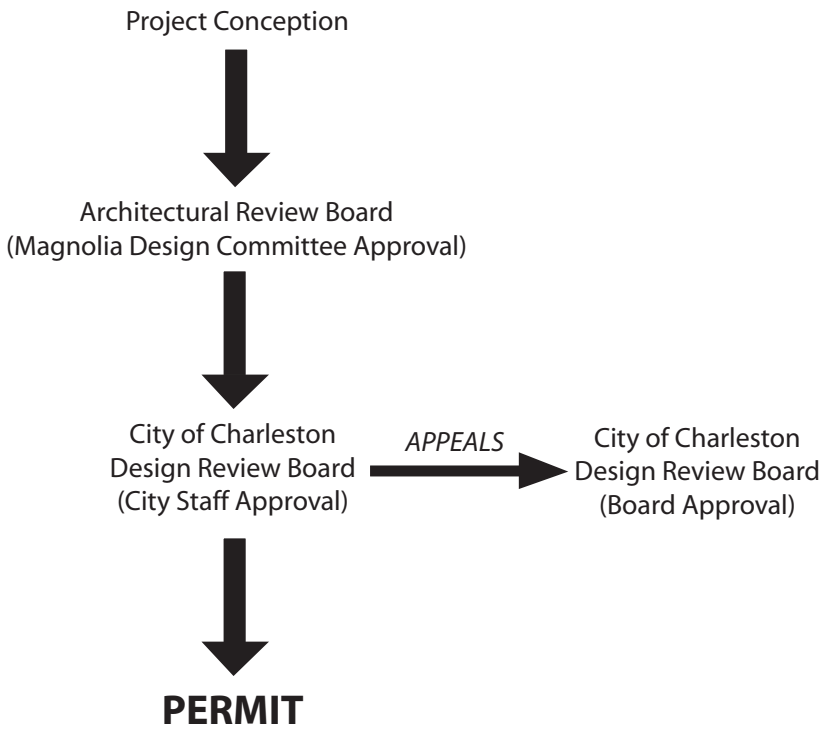 Project Conception
Architectural Review Board
(Magnolia Design Committee Approval)
City of Charleston
Design Review Board
(City Staff Approval)
APPEALS
City of Charleston
Design Review Board
(Board Approval)
PERMIT